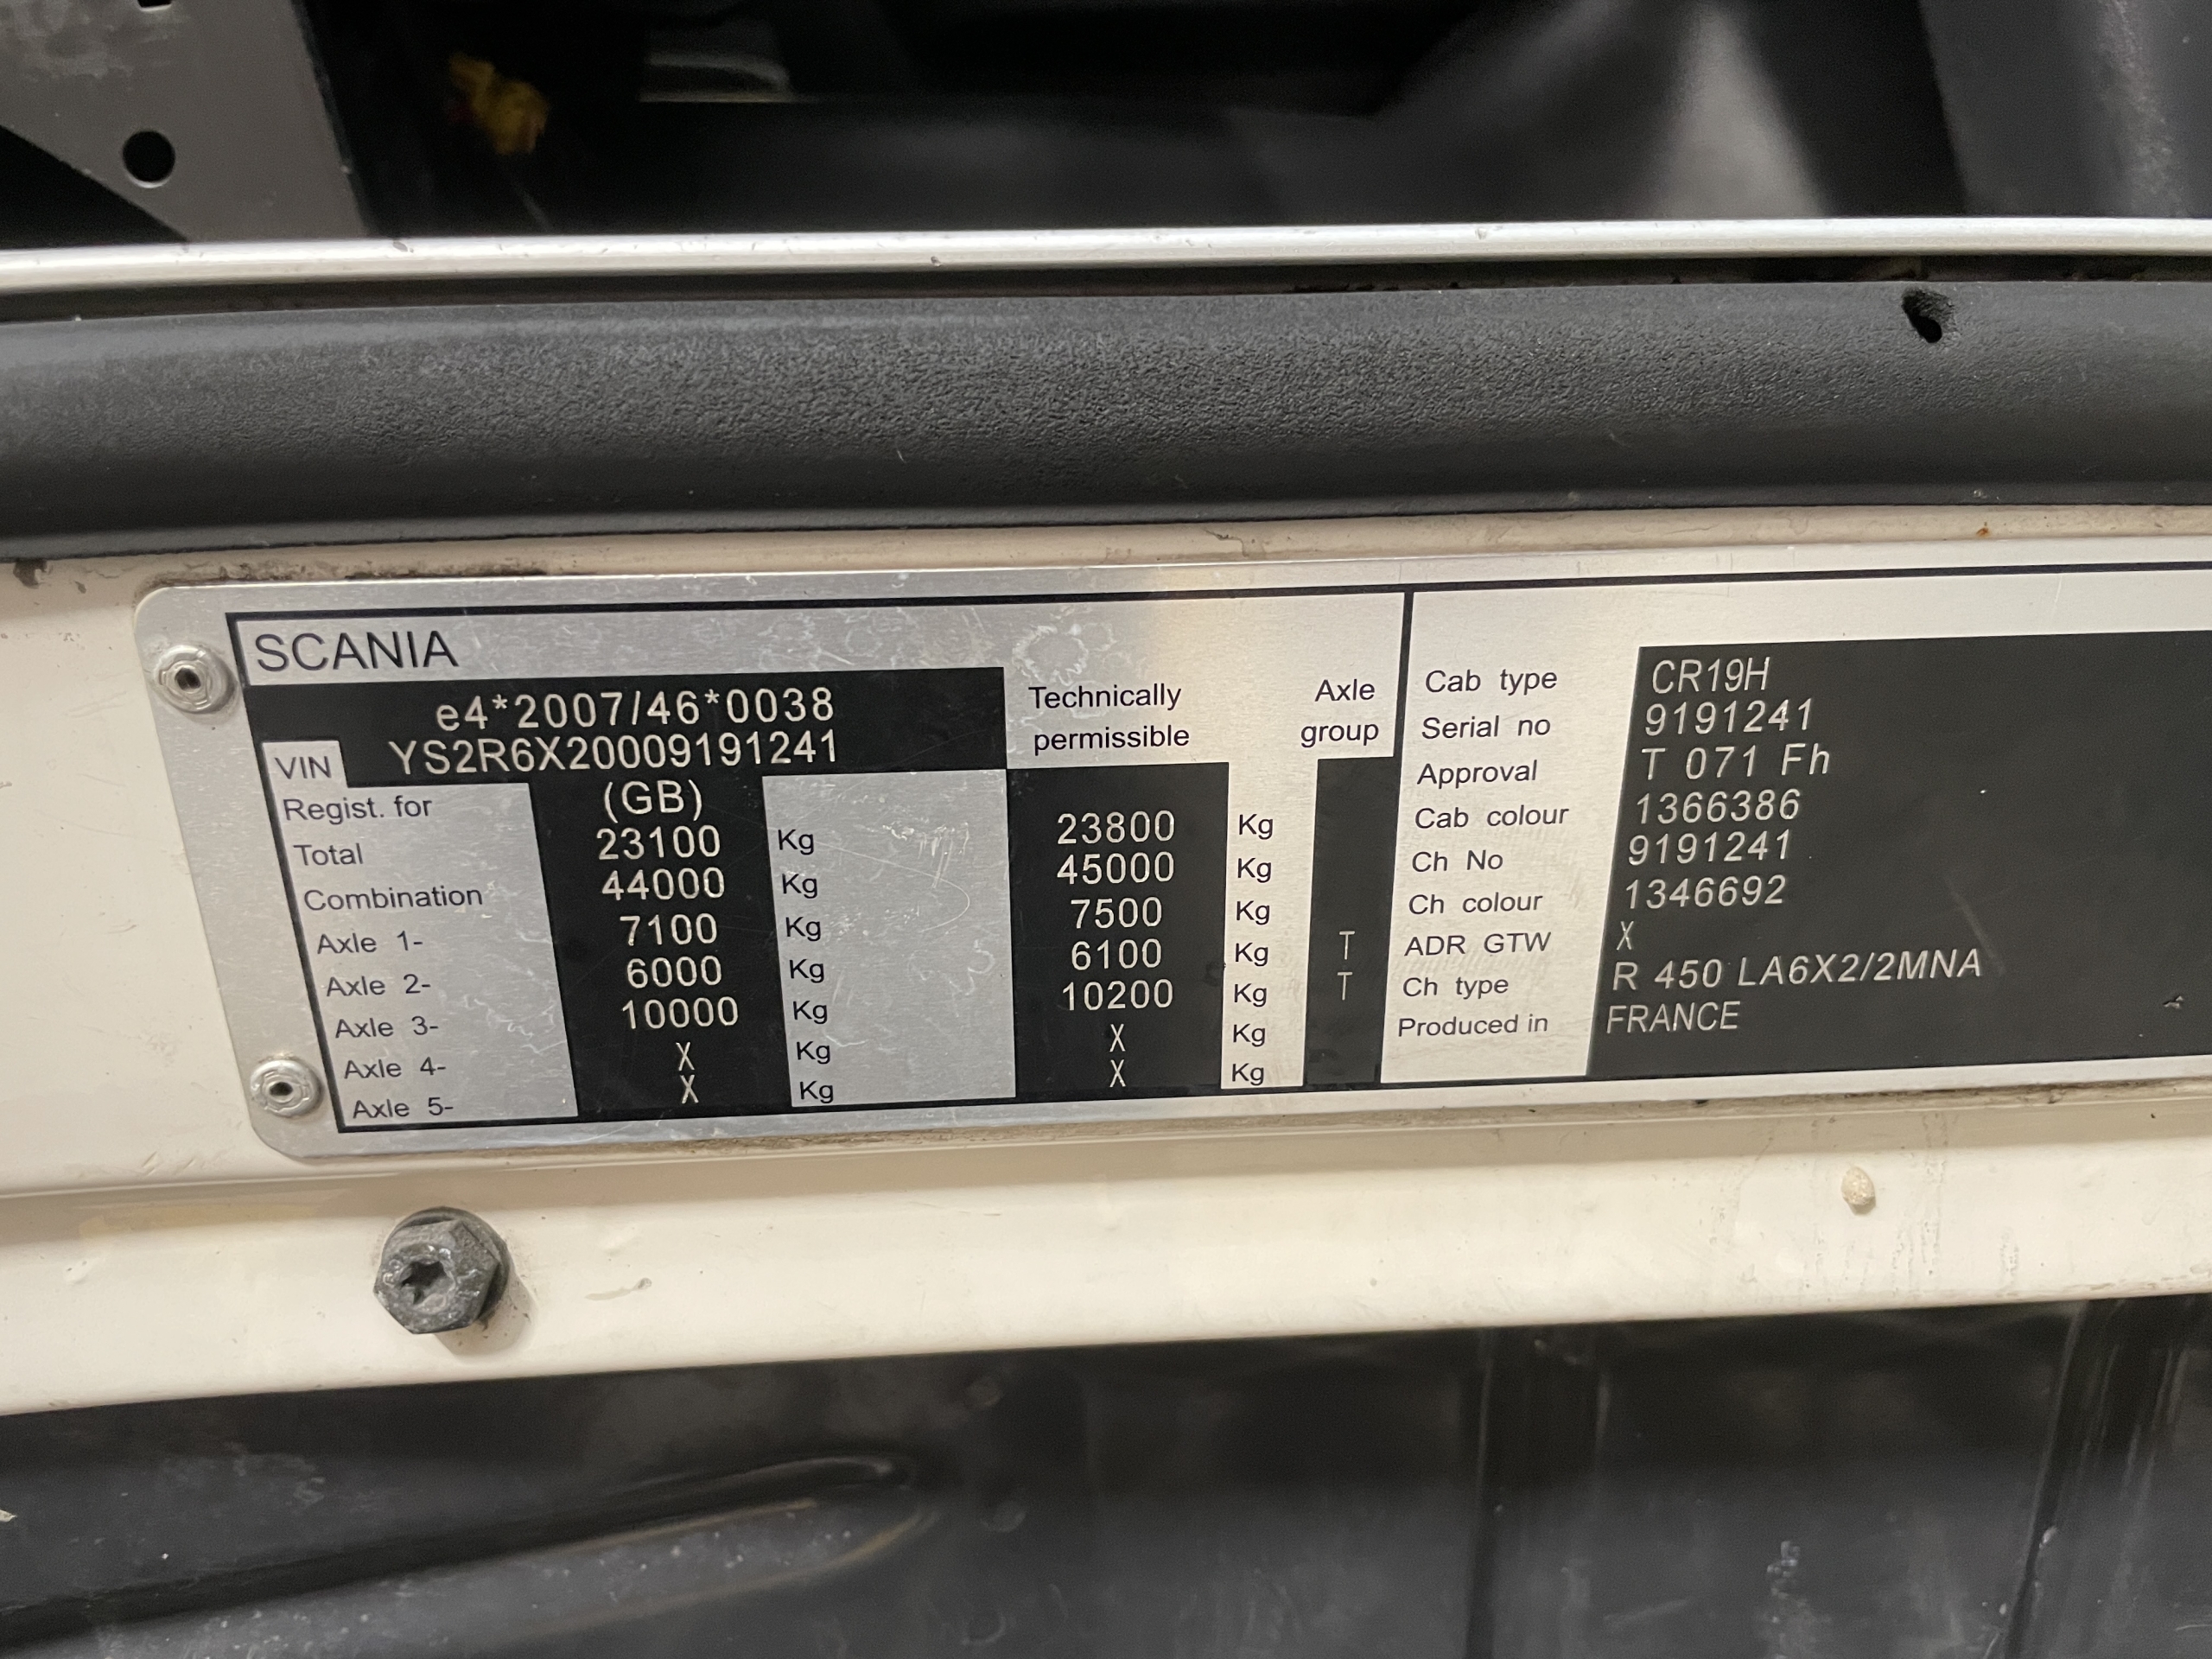 SCANIA
e4*2007/46*0038
VIN YS2R6X20009191241
Technically permissible
Axle group
Regist. for (GB)
Total 23100 Kg 23800 Kg
Combination 44000 Kg 45000 Kg
Axle 1- 7100 Kg 7500 Kg
Axle 2- 6000 Kg 6100 Kg T
Axle 3- 10000 Kg 10200 Kg T
Axle 4- X Kg X Kg
Axle 5- X Kg X Kg
Cab type CR19H
Serial no 9191241
Approval T 071 Fh
Cab colour 1366386
Ch No 9191241
Ch colour 1346692
ADR GTW X
Ch type R 450 LA6X2/2MNA
Produced in FRANCE